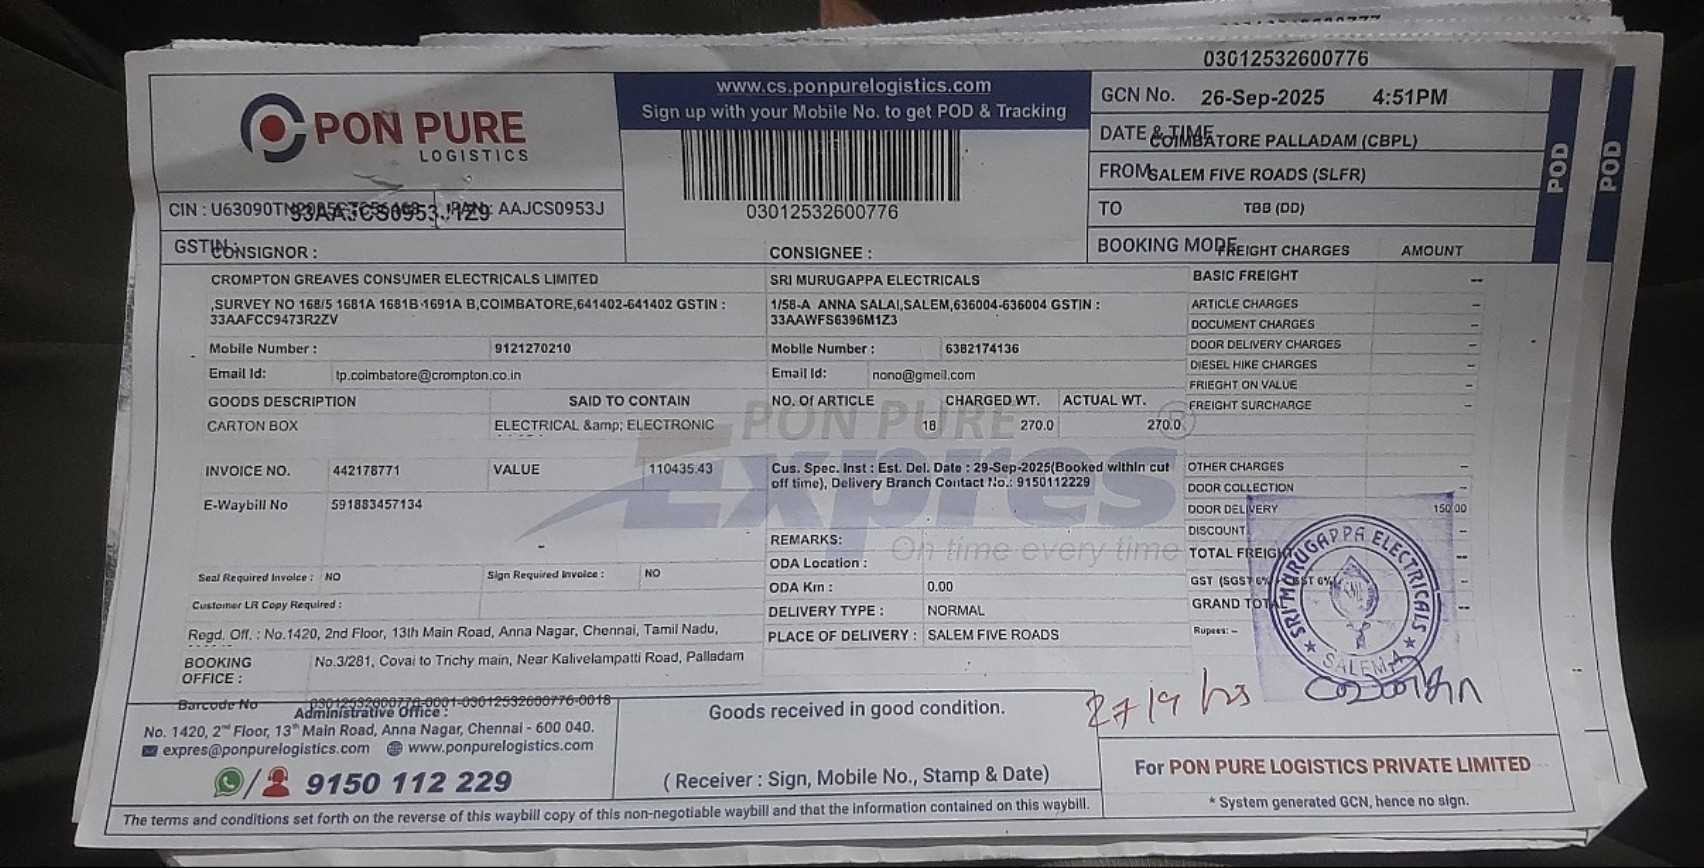 03012532600776
PON PURE
LOGISTICS
www.cs.ponpurelogistics.com
Sign up with your Mobile No. to get POD & Tracking
03012532600776
GCN No. 26-Sep-2025 4:51PM
DATE & TIME COIMBATORE PALLADAM (CBPL)
FROM SALEM FIVE ROADS (SLFR)
TO TBB (DD)
BOOKING MODE
POD
POD
CIN : PAN: AAJCS0953J
33AAJCS0953J1Z9
GSTIN :
CONSIGNOR :
CROMPTON GREAVES CONSUMER ELECTRICALS LIMITED
,SURVEY NO 168/5 1681A 1681B 1691A B,COIMBATORE,641402-641402 GSTIN :
33AAFCC9473R2ZV
Mobile Number : 9121270210
Email Id: tp.coimbatore@crompton.co.in
CONSIGNEE :
SRI MURUGAPPA ELECTRICALS
1/58-A ANNA SALAI,SALEM,636004-636004 GSTIN :
33AAWFS6396M1Z3
Mobile Number : 6382174136
Email Id: nono@gmeil.com
GOODS DESCRIPTION SAID TO CONTAIN NO. Of ARTICLE CHARGED WT. ACTUAL WT.
CARTON BOX ELECTRICAL &amp; ELECTRONIC 18 270.0 270.0
INVOICE NO. 442178771 VALUE 110435.43
E-Waybill No 591883457134
Seal Required Invoice : NO Sign Required Invoice : NO
Customer LR Copy Required :
Regd. Off. : No.1420, 2nd Floor, 13th Main Road, Anna Nagar, Chennai, Tamil Nadu,
BOOKING OFFICE : No.3/281, Covai to Trichy main, Near Kalivelampatti Road, Palladam
Barcode No 03012532600776-0001-03012532600776-0018
Cus. Spec. Inst : Est. Del. Date : 29-Sep-2025(Booked within cut
off time), Delivery Branch Contact No.: 9150112229
REMARKS:
ODA Location :
ODA Km : 0.00
DELIVERY TYPE : NORMAL
PLACE OF DELIVERY : SALEM FIVE ROADS
PON PURE
Expres
On time every time
FREIGHT CHARGES AMOUNT
BASIC FREIGHT --
ARTICLE CHARGES --
DOCUMENT CHARGES --
DOOR DELIVERY CHARGES --
DIESEL HIKE CHARGES --
FRIEGHT ON VALUE --
FREIGHT SURCHARGE --
OTHER CHARGES --
DOOR COLLECTION --
DOOR DELIVERY 150.00
DISCOUNT --
TOTAL FREIGHT --
GST (SGST 6% + CGST 6%) --
GRAND TOTAL --
Rupees: --
SRI MURUGAPPA ELECTRICALS
★ SALEM-4 ★
Administrative Office :
No. 1420, 2nd Floor, 13th Main Road, Anna Nagar, Chennai - 600 040.
expres@ponpurelogistics.com www.ponpurelogistics.com
/ 9150 112 229
Goods received in good condition.
( Receiver : Sign, Mobile No., Stamp & Date)
For PON PURE LOGISTICS PRIVATE LIMITED
* System generated GCN, hence no sign.
The terms and conditions set forth on the reverse of this waybill copy of this non-negotiable waybill and that the information contained on this waybill.